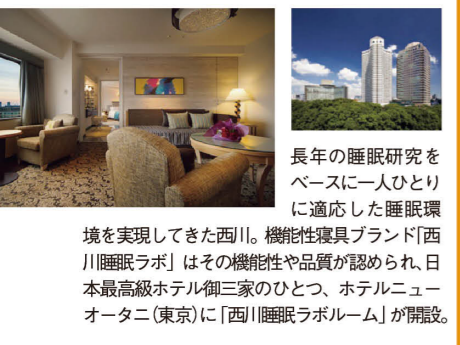 長年の睡眠研究を
ベースに一人ひとり
に適応した睡眠環
境を実現してきた西川。機能性寝具ブランド「西
川睡眠ラボ」はその機能性や品質が認められ、日
本最高級ホテル御三家のひとつ、ホテルニュー
オータニ（東京）に「西川睡眠ラボルーム」が開設。